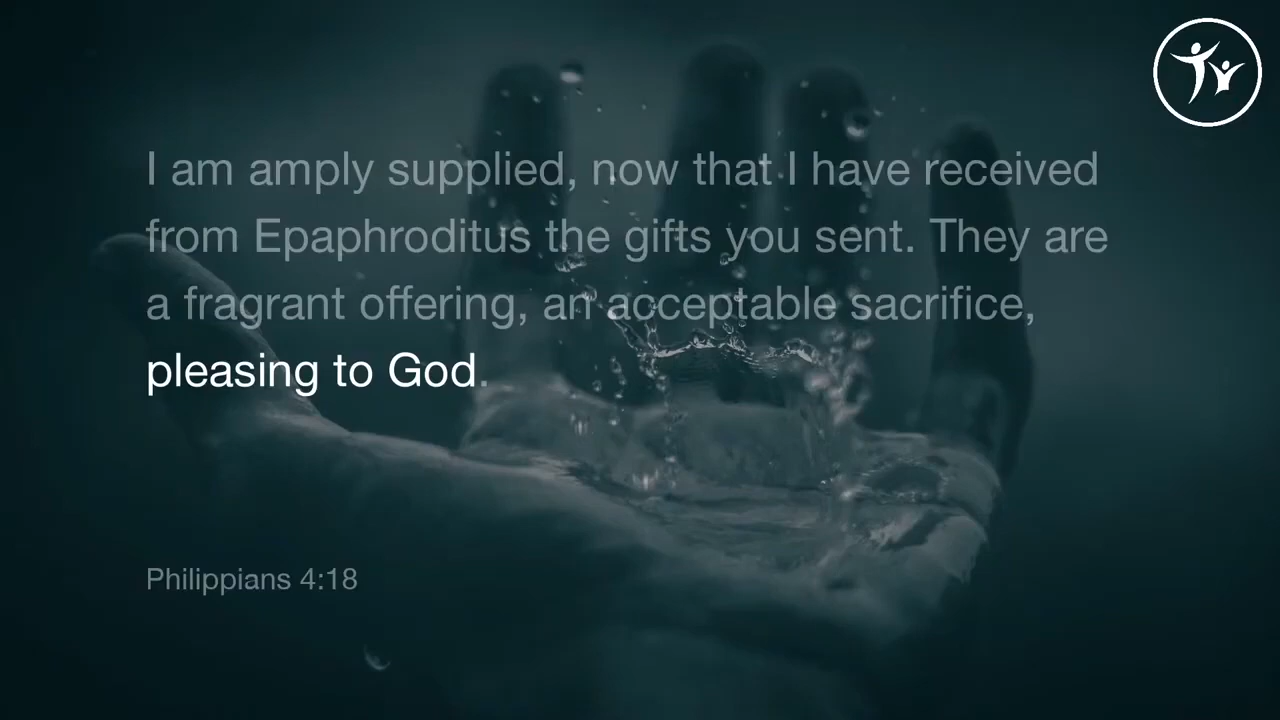 I am amply supplied, now that I have received
from Epaphroditus the gifts you sent. They are
a fragrant offering, an acceptable sacrifice,
pleasing to God.
Philippians 4:18